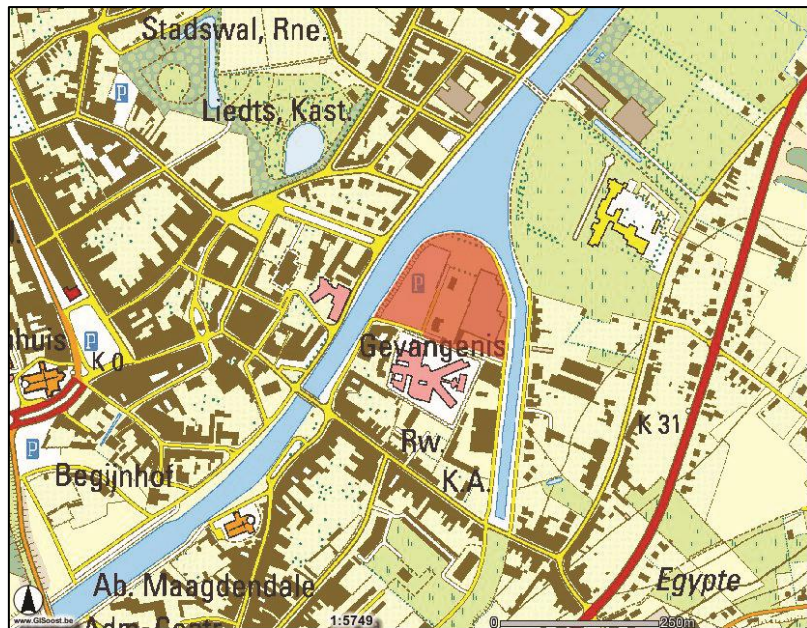 Stadswal, Rne.
P
Liedts, Kast.
P
Gevangenis
P
K 0
K 31
P
Rw.
Begijnhof
K.A.
Ab. Maagdendale
Egypte
www.GISoost.be
1:5749
0
250m